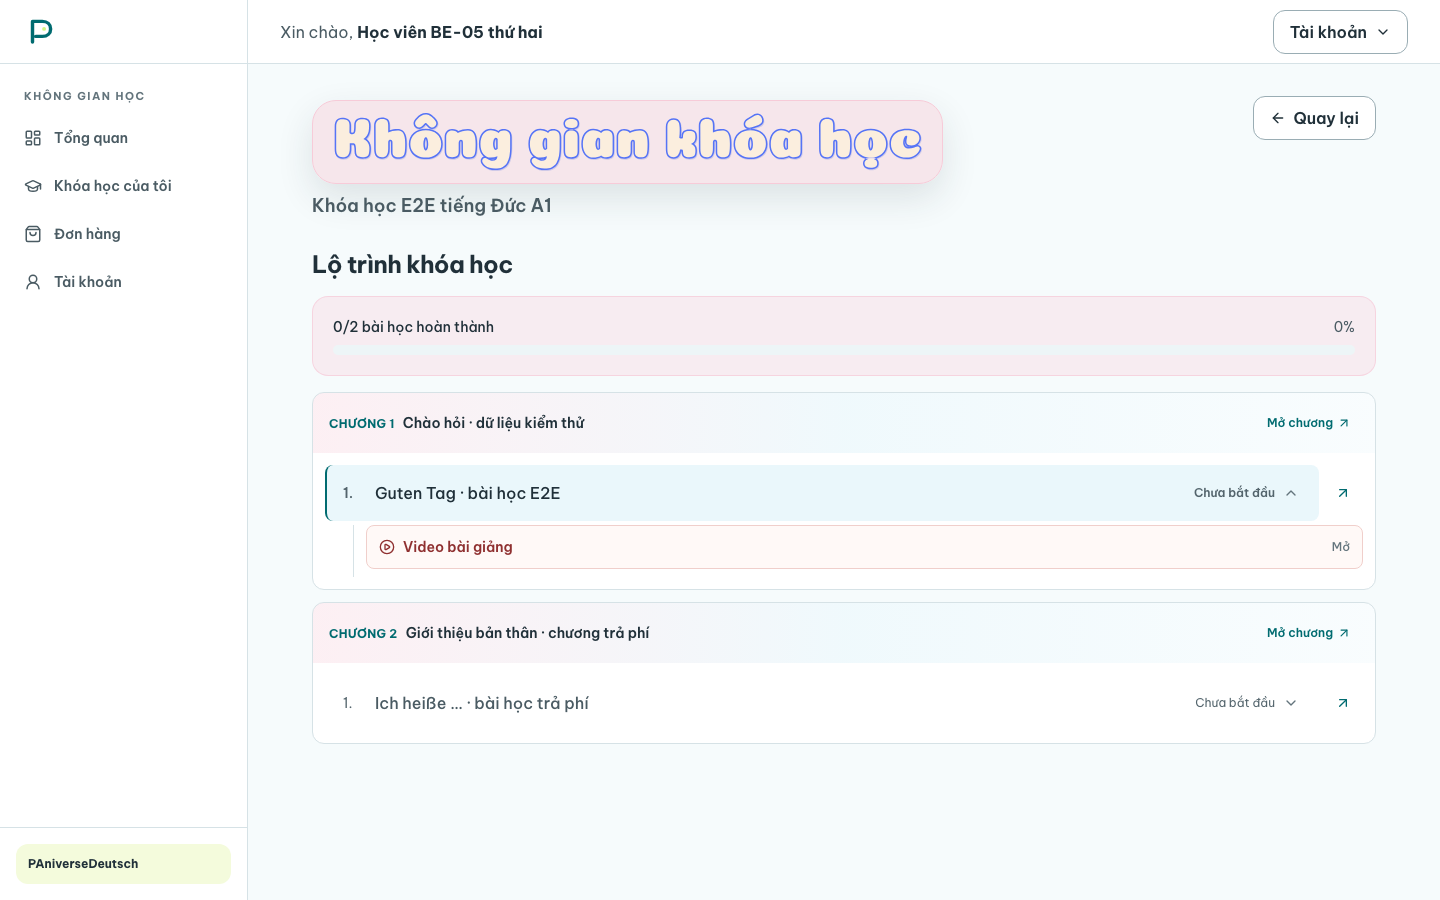 P
Xin chào, Học viên BE-05 thứ hai
Tài khoản
KHÔNG GIAN HỌC
Tổng quan
Khóa học của tôi
Đơn hàng
Tài khoản
Không gian khóa học
Quay lại
Khóa học E2E tiếng Đức A1
Lộ trình khóa học
0/2 bài học hoàn thành 0%
CHƯƠNG 1 Chào hỏi · dữ liệu kiểm thử Mở chương
1. Guten Tag · bài học E2E Chưa bắt đầu
Video bài giảng Mở
CHƯƠNG 2 Giới thiệu bản thân · chương trả phí Mở chương
1. Ich heiße ... · bài học trả phí Chưa bắt đầu
PAniverseDeutsch